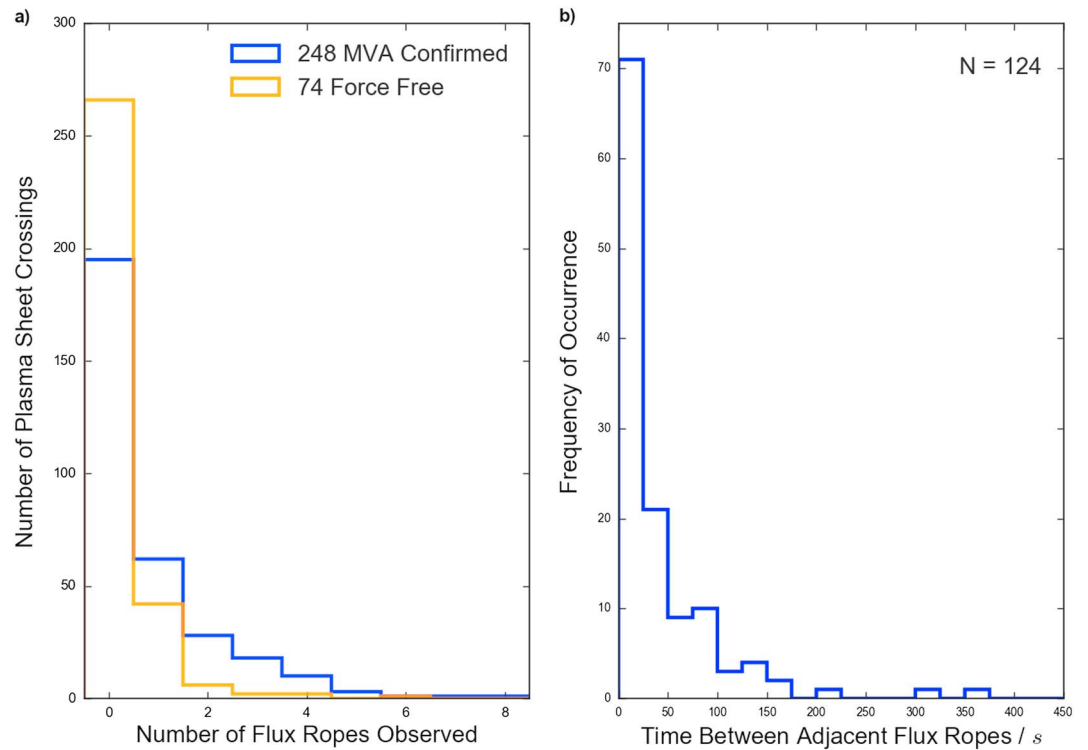 a)
248 MVA Confirmed
74 Force Free
Number of Plasma Sheet Crossings
300
250
200
150
100
50
0
0 2 4 6 8
Number of Flux Ropes Observed
b)
N = 124
Frequency of Occurrence
70
60
50
40
30
20
10
0
0 50 100 150 200 250 300 350 400 450
Time Between Adjacent Flux Ropes / s